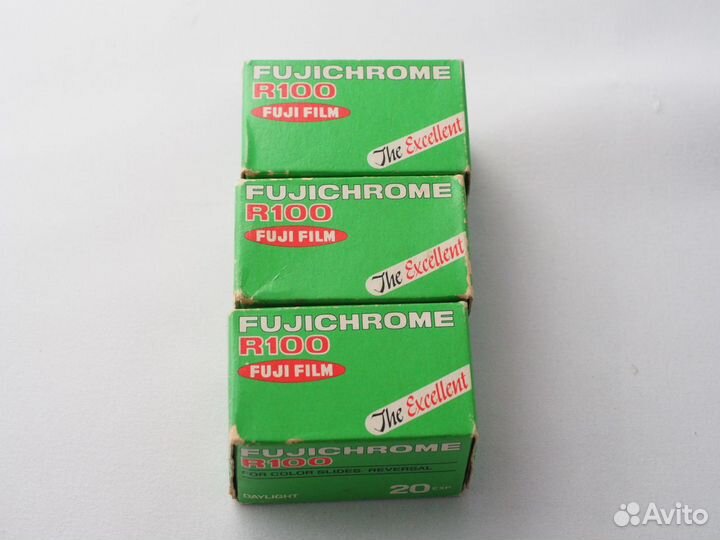 FUJICHROME
R100
FUJI FILM
The Excellent
FUJICHROME
R100
FUJI FILM
The Excellent
FUJICHROME
R100
FUJI FILM
The Excellent
FUJICHROME
R100
FOR COLOR SLIDES. REVERSAL
DAYLIGHT 20 EXP.
Avito